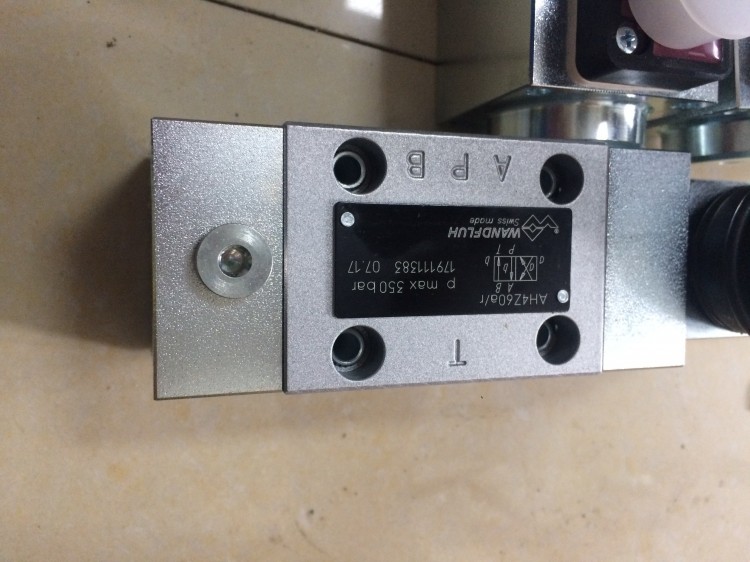 T
AH4Z60a/r
p max 350 bar
A B
179111383 07.17
P T
WANDFLUH
Swiss made
A P B